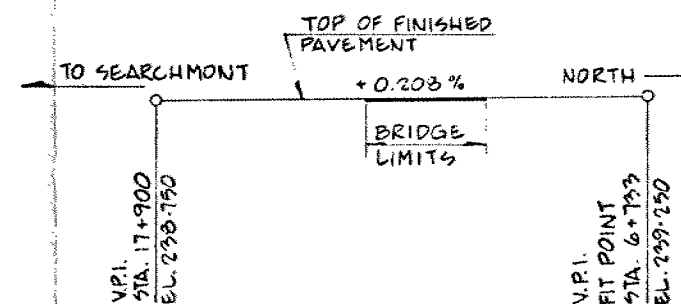 TOP OF FINISHED
PAVEMENT
TO SEARCHMONT
+ 0.208 %
NORTH
BRIDGE
LIMITS
V.P.I.
STA. 17+900
EL. 238.750
V.P.I.
FIT POINT
STA. 6+733
EL. 239.250